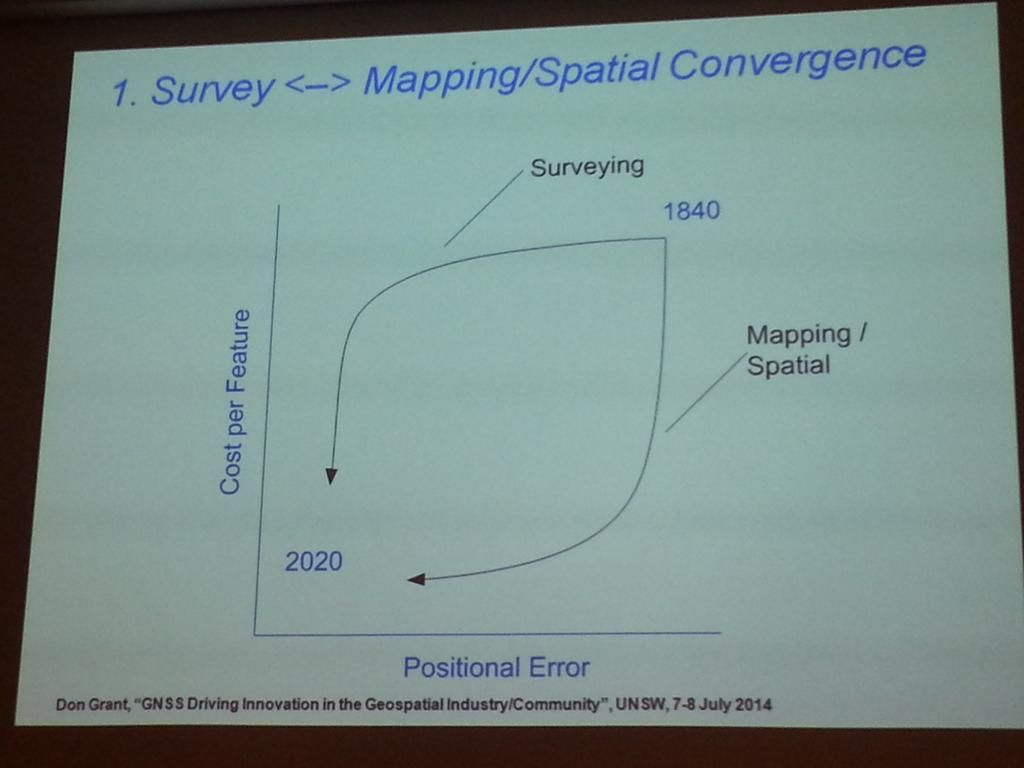 1. Survey <–> Mapping/Spatial Convergence
Surveying
1840
Mapping /
Spatial
Cost per Feature
2020
Positional Error
Don Grant, “GNSS Driving Innovation in the Geospatial Industry/Community”, UNSW, 7-8 July 2014